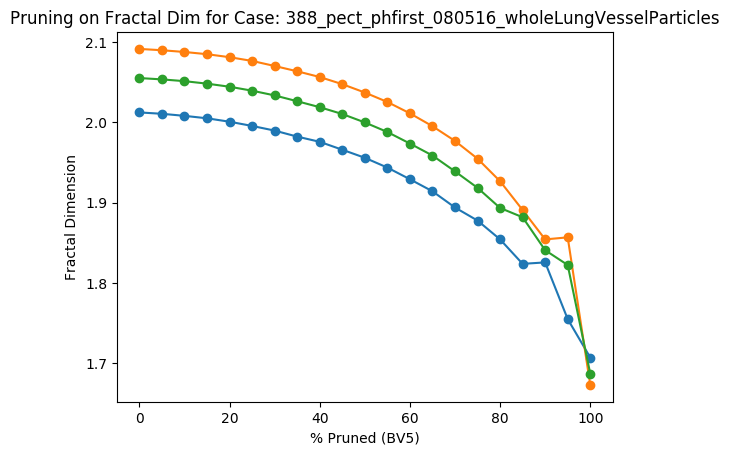 Pruning on Fractal Dim for Case: 388_pect_phfirst_080516_wholeLungVesselParticles
2.1
2.0
1.9
1.8
1.7
Fractal Dimension
0 20 40 60 80 100
% Pruned (BV5)